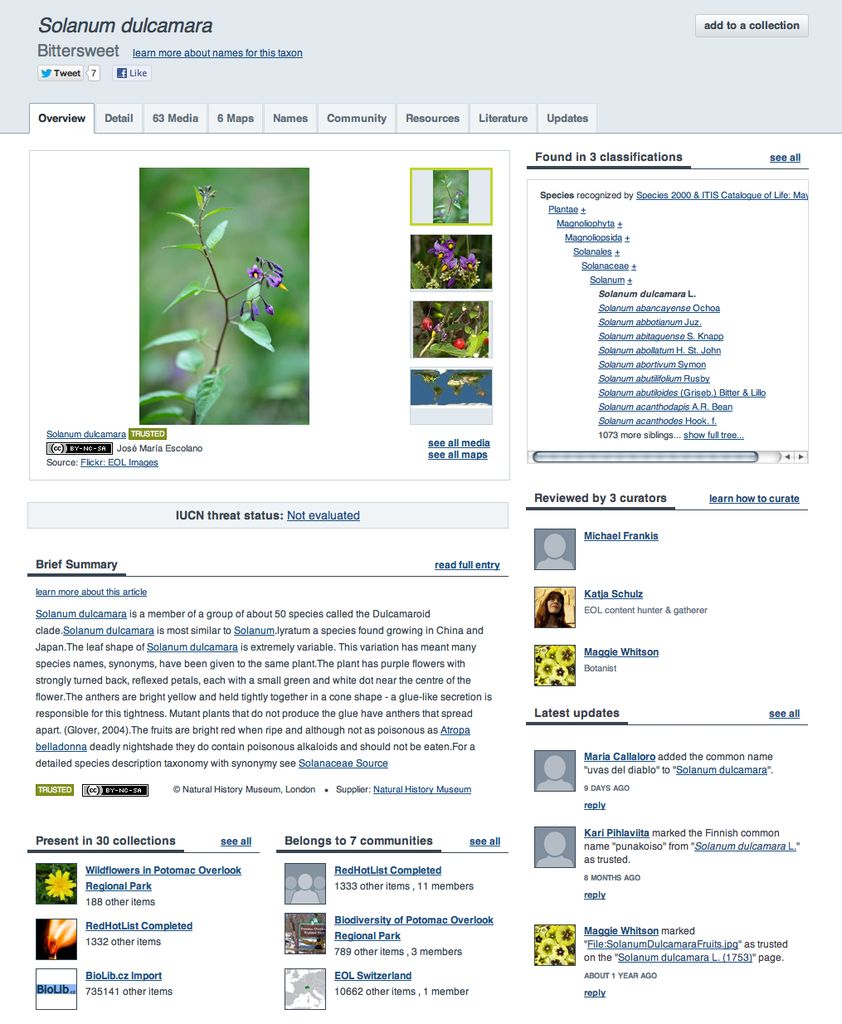 Solanum dulcamara
add to a collection
Bittersweet learn more about names for this taxon
Tweet 7 Like
Overview Detail 63 Media 6 Maps Names Community Resources Literature Updates
Solanum dulcamara TRUSTED
(cc) BY-NC-SA José María Escolano
Source: Flickr: EOL Images
see all media
see all maps
IUCN threat status: Not evaluated
Brief Summary read full entry
learn more about this article
Solanum dulcamara is a member of a group of about 50 species called the Dulcamaroid
clade.Solanum dulcamara is most similar to Solanum.lyratum a species found growing in China and
Japan.The leaf shape of Solanum dulcamara is extremely variable. This variation has meant many
species names, synonyms, have been given to the same plant.The plant has purple flowers with
strongly turned back, reflexed petals, each with a small green and white dot near the centre of the
flower.The anthers are bright yellow and held tightly together in a cone shape - a glue-like secretion is
responsible for this tightness. Mutant plants that do not produce the glue have anthers that spread
apart. (Glover, 2004).The fruits are bright red when ripe and although not as poisonous as Atropa
belladonna deadly nightshade they do contain poisonous alkaloids and should not be eaten.For a
detailed species description taxonomy with synonymy see Solanaceae Source
TRUSTED (cc) BY-NC-SA © Natural History Museum, London • Supplier: Natural History Museum
Present in 30 collections see all
Wildflowers in Potomac Overlook
Regional Park
188 other items
RedHotList Completed
1332 other items
BioLib.cz
BioLib.cz Import
735141 other items
Belongs to 7 communities see all
RedHotList Completed
1333 other items , 11 members
Biodiversity of Potomac Overlook
Regional Park
789 other items , 3 members
EOL Switzerland
10662 other items , 1 member
Found in 3 classifications see all
Species recognized by Species 2000 & ITIS Catalogue of Life: May
Plantae +
Magnoliophyta +
Magnoliopsida +
Solanales +
Solanaceae +
Solanum +
Solanum dulcamara L.
Solanum abancayense Ochoa
Solanum abbotianum Juz.
Solanum abitaguense S. Knapp
Solanum abollatum H. St. John
Solanum abortivum Symon
Solanum abutilifolium Rusby
Solanum abutiloides (Griseb.) Bitter & Lillo
Solanum acanthodapis A.R. Bean
Solanum acanthodes Hook. f.
1073 more siblings... show full tree...
Reviewed by 3 curators learn how to curate
Michael Frankis
Katja Schulz
EOL content hunter & gatherer
Maggie Whitson
Botanist
Latest updates see all
Maria Callaloro added the common name
"uvas del diablo" to "Solanum dulcamara".
9 DAYS AGO
reply
Kari Pihlaviita marked the Finnish common
name "punakoiso" from "Solanum dulcamara L."
as trusted.
8 MONTHS AGO
reply
Maggie Whitson marked
"File:SolanumDulcamaraFruits.jpg" as trusted
on the "Solanum dulcamara L. (1753)" page.
ABOUT 1 YEAR AGO
reply